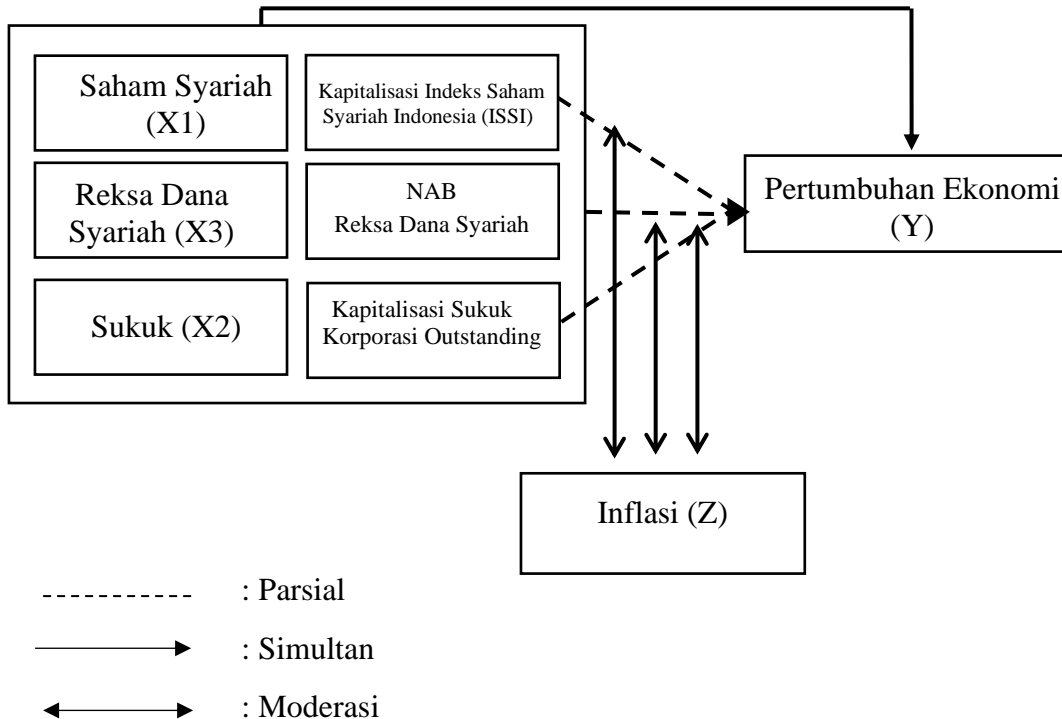 Saham Syariah
(X1)
Kapitalisasi Indeks Saham
Syariah Indonesia (ISSI)
Reksa Dana
Syariah (X3)
NAB
Reksa Dana Syariah
Sukuk (X2)
Kapitalisasi Sukuk
Korporasi Outstanding
Pertumbuhan Ekonomi
(Y)
Inflasi (Z)
: Parsial
: Simultan
: Moderasi